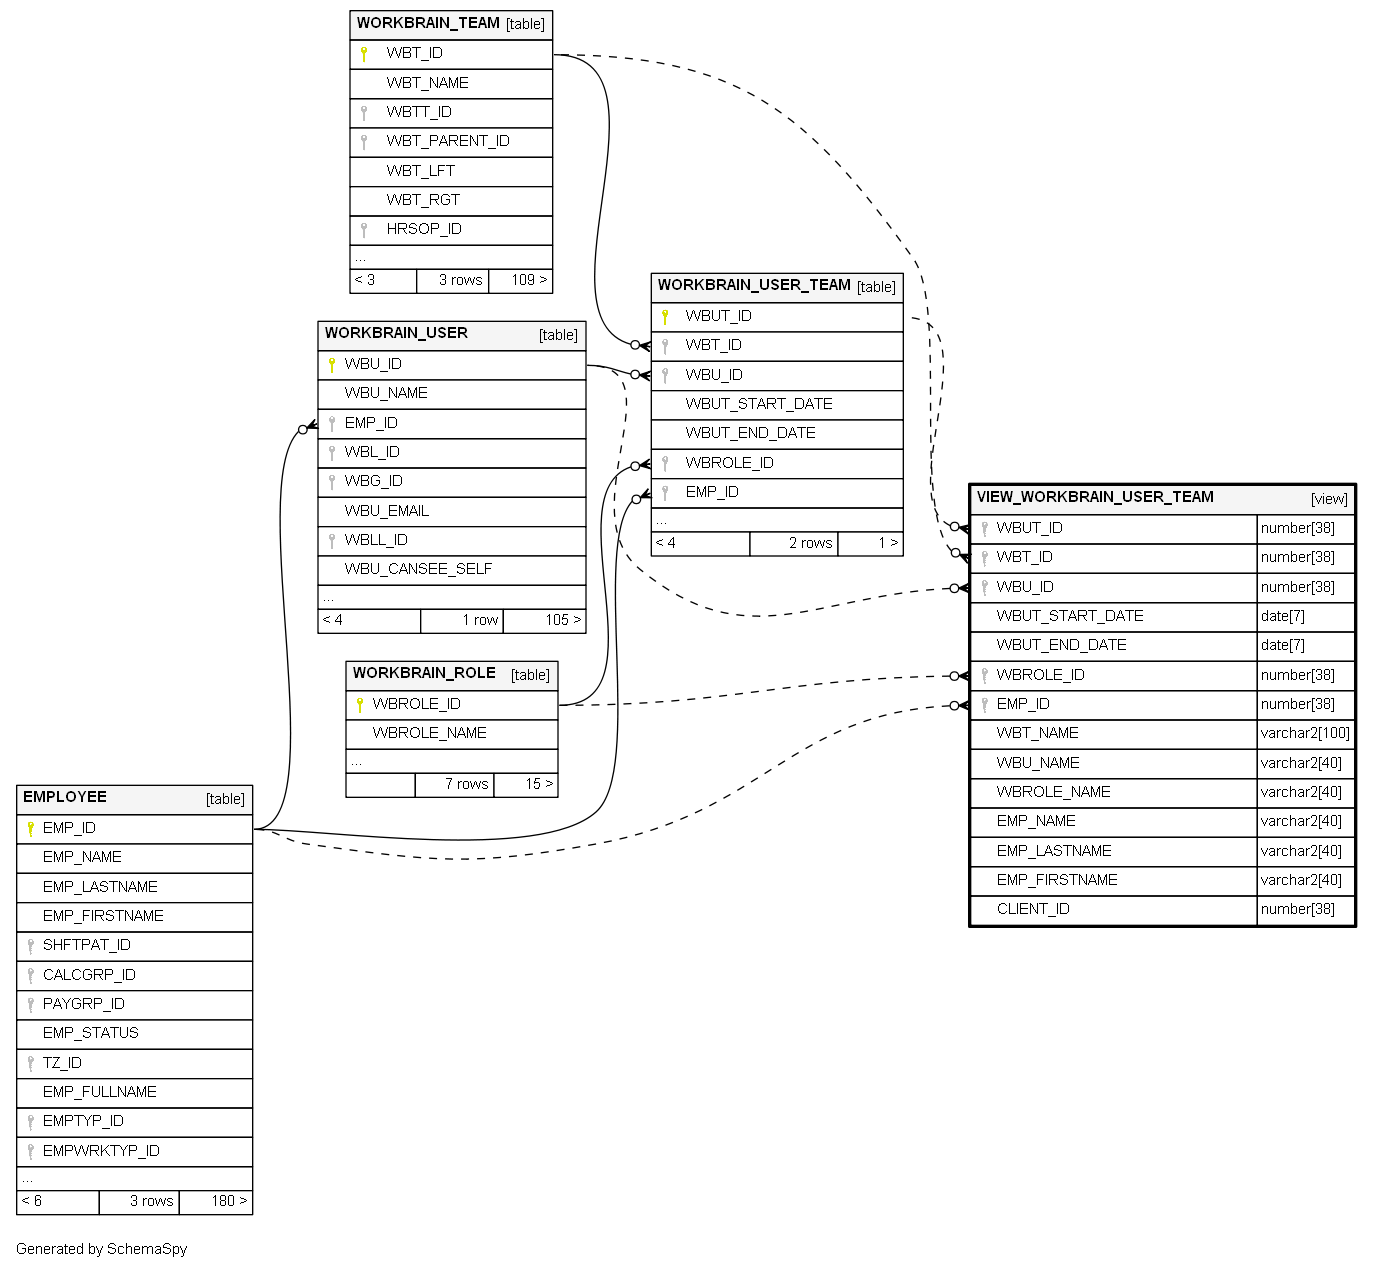 WORKBRAIN_TEAM [table]
WBT_ID
WBT_NAME
WBTT_ID
WBT_PARENT_ID
WBT_LFT
WBT_RGT
HRSOP_ID
...
< 3 3 rows 109 >
WORKBRAIN_USER_TEAM [table]
WBUT_ID
WBT_ID
WBU_ID
WBUT_START_DATE
WBUT_END_DATE
WBROLE_ID
EMP_ID
...
< 4 2 rows 1 >
WORKBRAIN_USER [table]
WBU_ID
WBU_NAME
EMP_ID
WBL_ID
WBG_ID
WBU_EMAIL
WBLL_ID
WBU_CANSEE_SELF
...
< 4 1 row 105 >
VIEW_WORKBRAIN_USER_TEAM [view]
WBUT_ID number[38]
WBT_ID number[38]
WBU_ID number[38]
WBUT_START_DATE date[7]
WBUT_END_DATE date[7]
WBROLE_ID number[38]
EMP_ID number[38]
WBT_NAME varchar2[100]
WBU_NAME varchar2[40]
WBROLE_NAME varchar2[40]
EMP_NAME varchar2[40]
EMP_LASTNAME varchar2[40]
EMP_FIRSTNAME varchar2[40]
CLIENT_ID number[38]
WORKBRAIN_ROLE [table]
WBROLE_ID
WBROLE_NAME
...
7 rows 15 >
EMPLOYEE [table]
EMP_ID
EMP_NAME
EMP_LASTNAME
EMP_FIRSTNAME
SHFTPAT_ID
CALCGRP_ID
PAYGRP_ID
EMP_STATUS
TZ_ID
EMP_FULLNAME
EMPTYP_ID
EMPWRKTYP_ID
...
< 6 3 rows 180 >
Generated by SchemaSpy